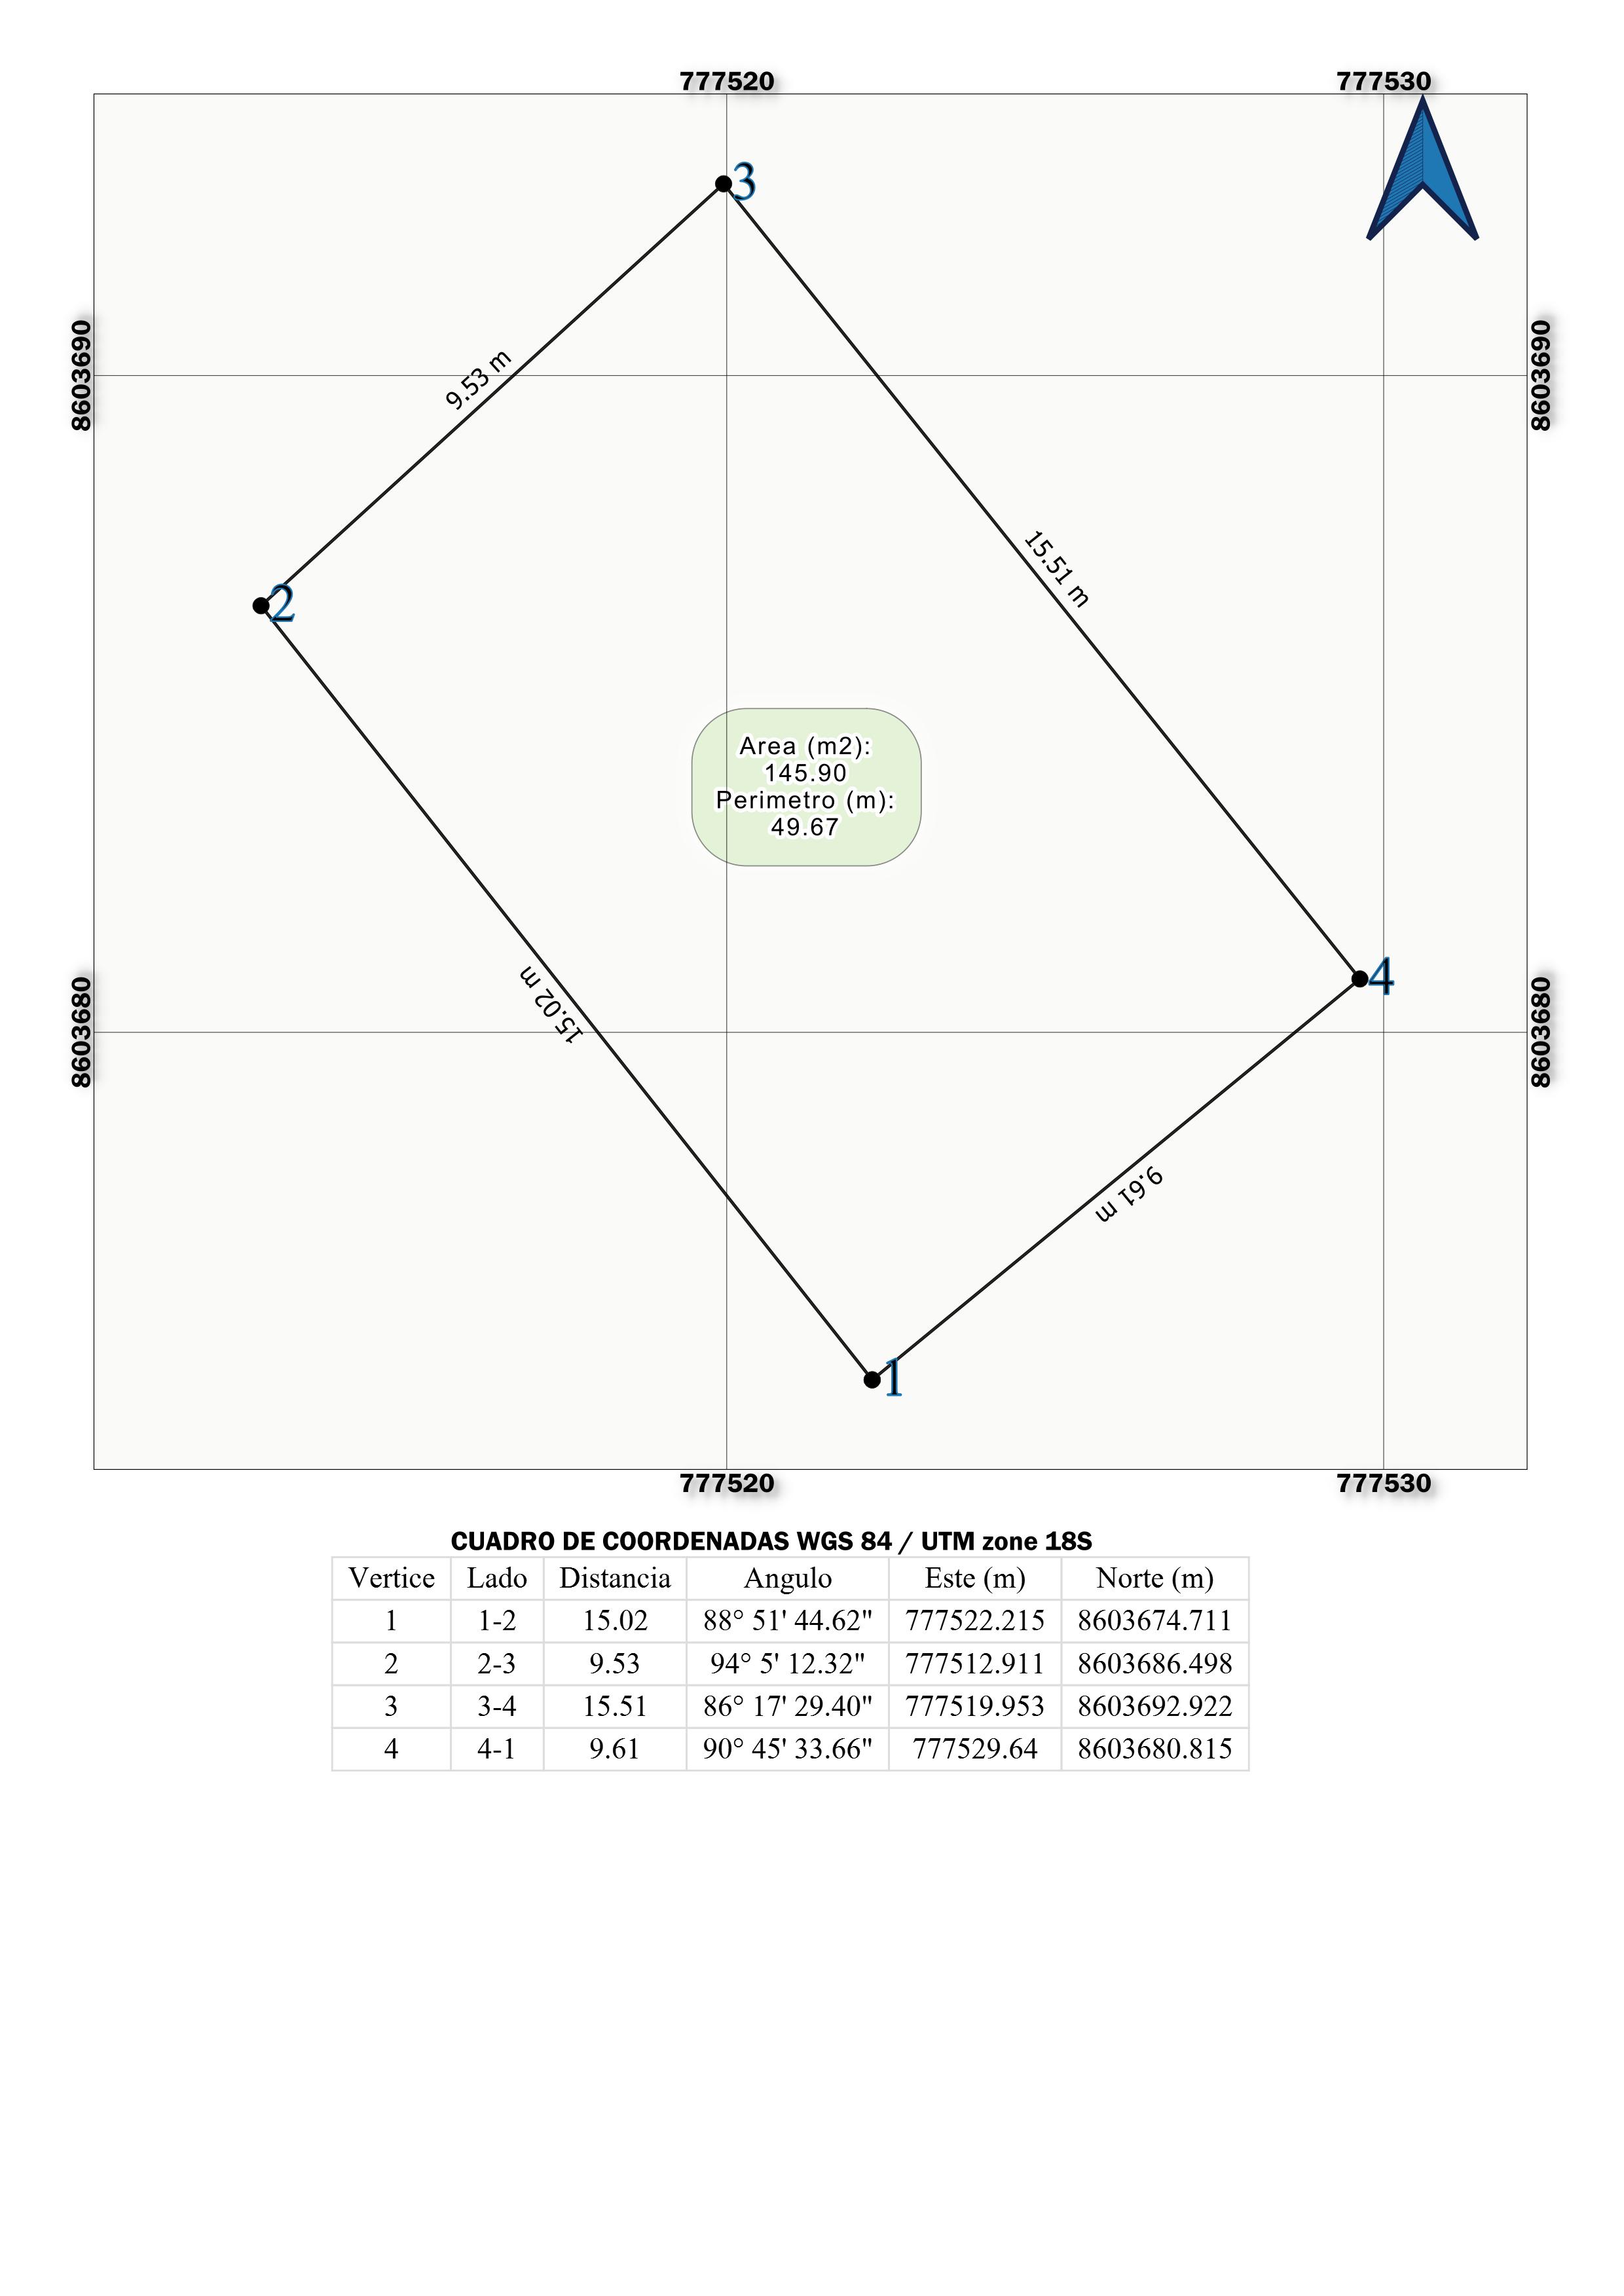 777520 777530
3
8603690 8603690
9.53 m
15.51 m
2
Area (m2):
145.90
Perimetro (m):
49.67
4
15.02 m
8603680 8603680
9.61 m
1
777520 777530
CUADRO DE COORDENADAS WGS 84 / UTM zone 18S
Vertice Lado Distancia Angulo Este (m) Norte (m)
1 1-2 15.02 88° 51' 44.62" 777522.215 8603674.711
2 2-3 9.53 94° 5' 12.32" 777512.911 8603686.498
3 3-4 15.51 86° 17' 29.40" 777519.953 8603692.922
4 4-1 9.61 90° 45' 33.66" 777529.64 8603680.815